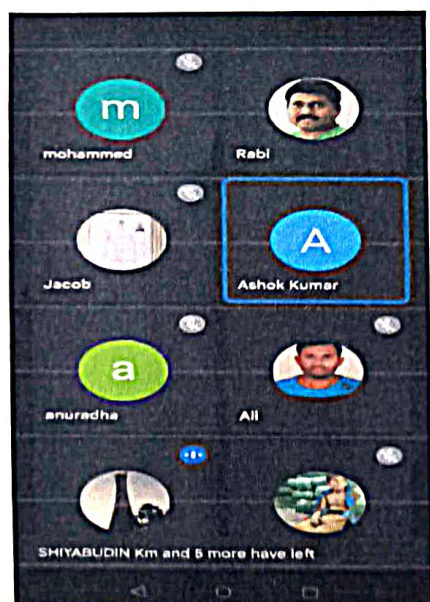 m
mohammed
Rabi
Jacob
A
Ashok Kumar
a
anuradha
Ali
SHIYABUDIN Km and 5 more have left